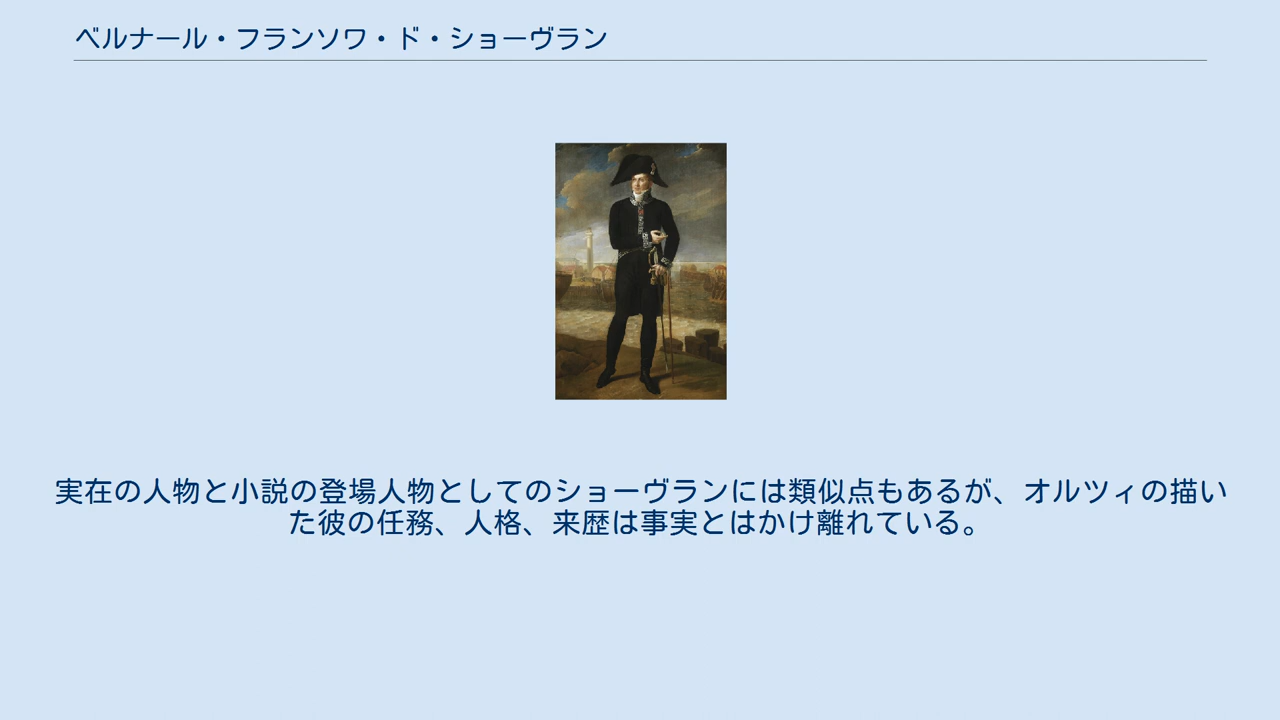 ベルナール・フランソワ・ド・ショーヴラン
実在の人物と小説の登場人物としてのショーヴランには類似点もあるが、オルツィの描い
た彼の任務、人格、来歴は事実とはかけ離れている。